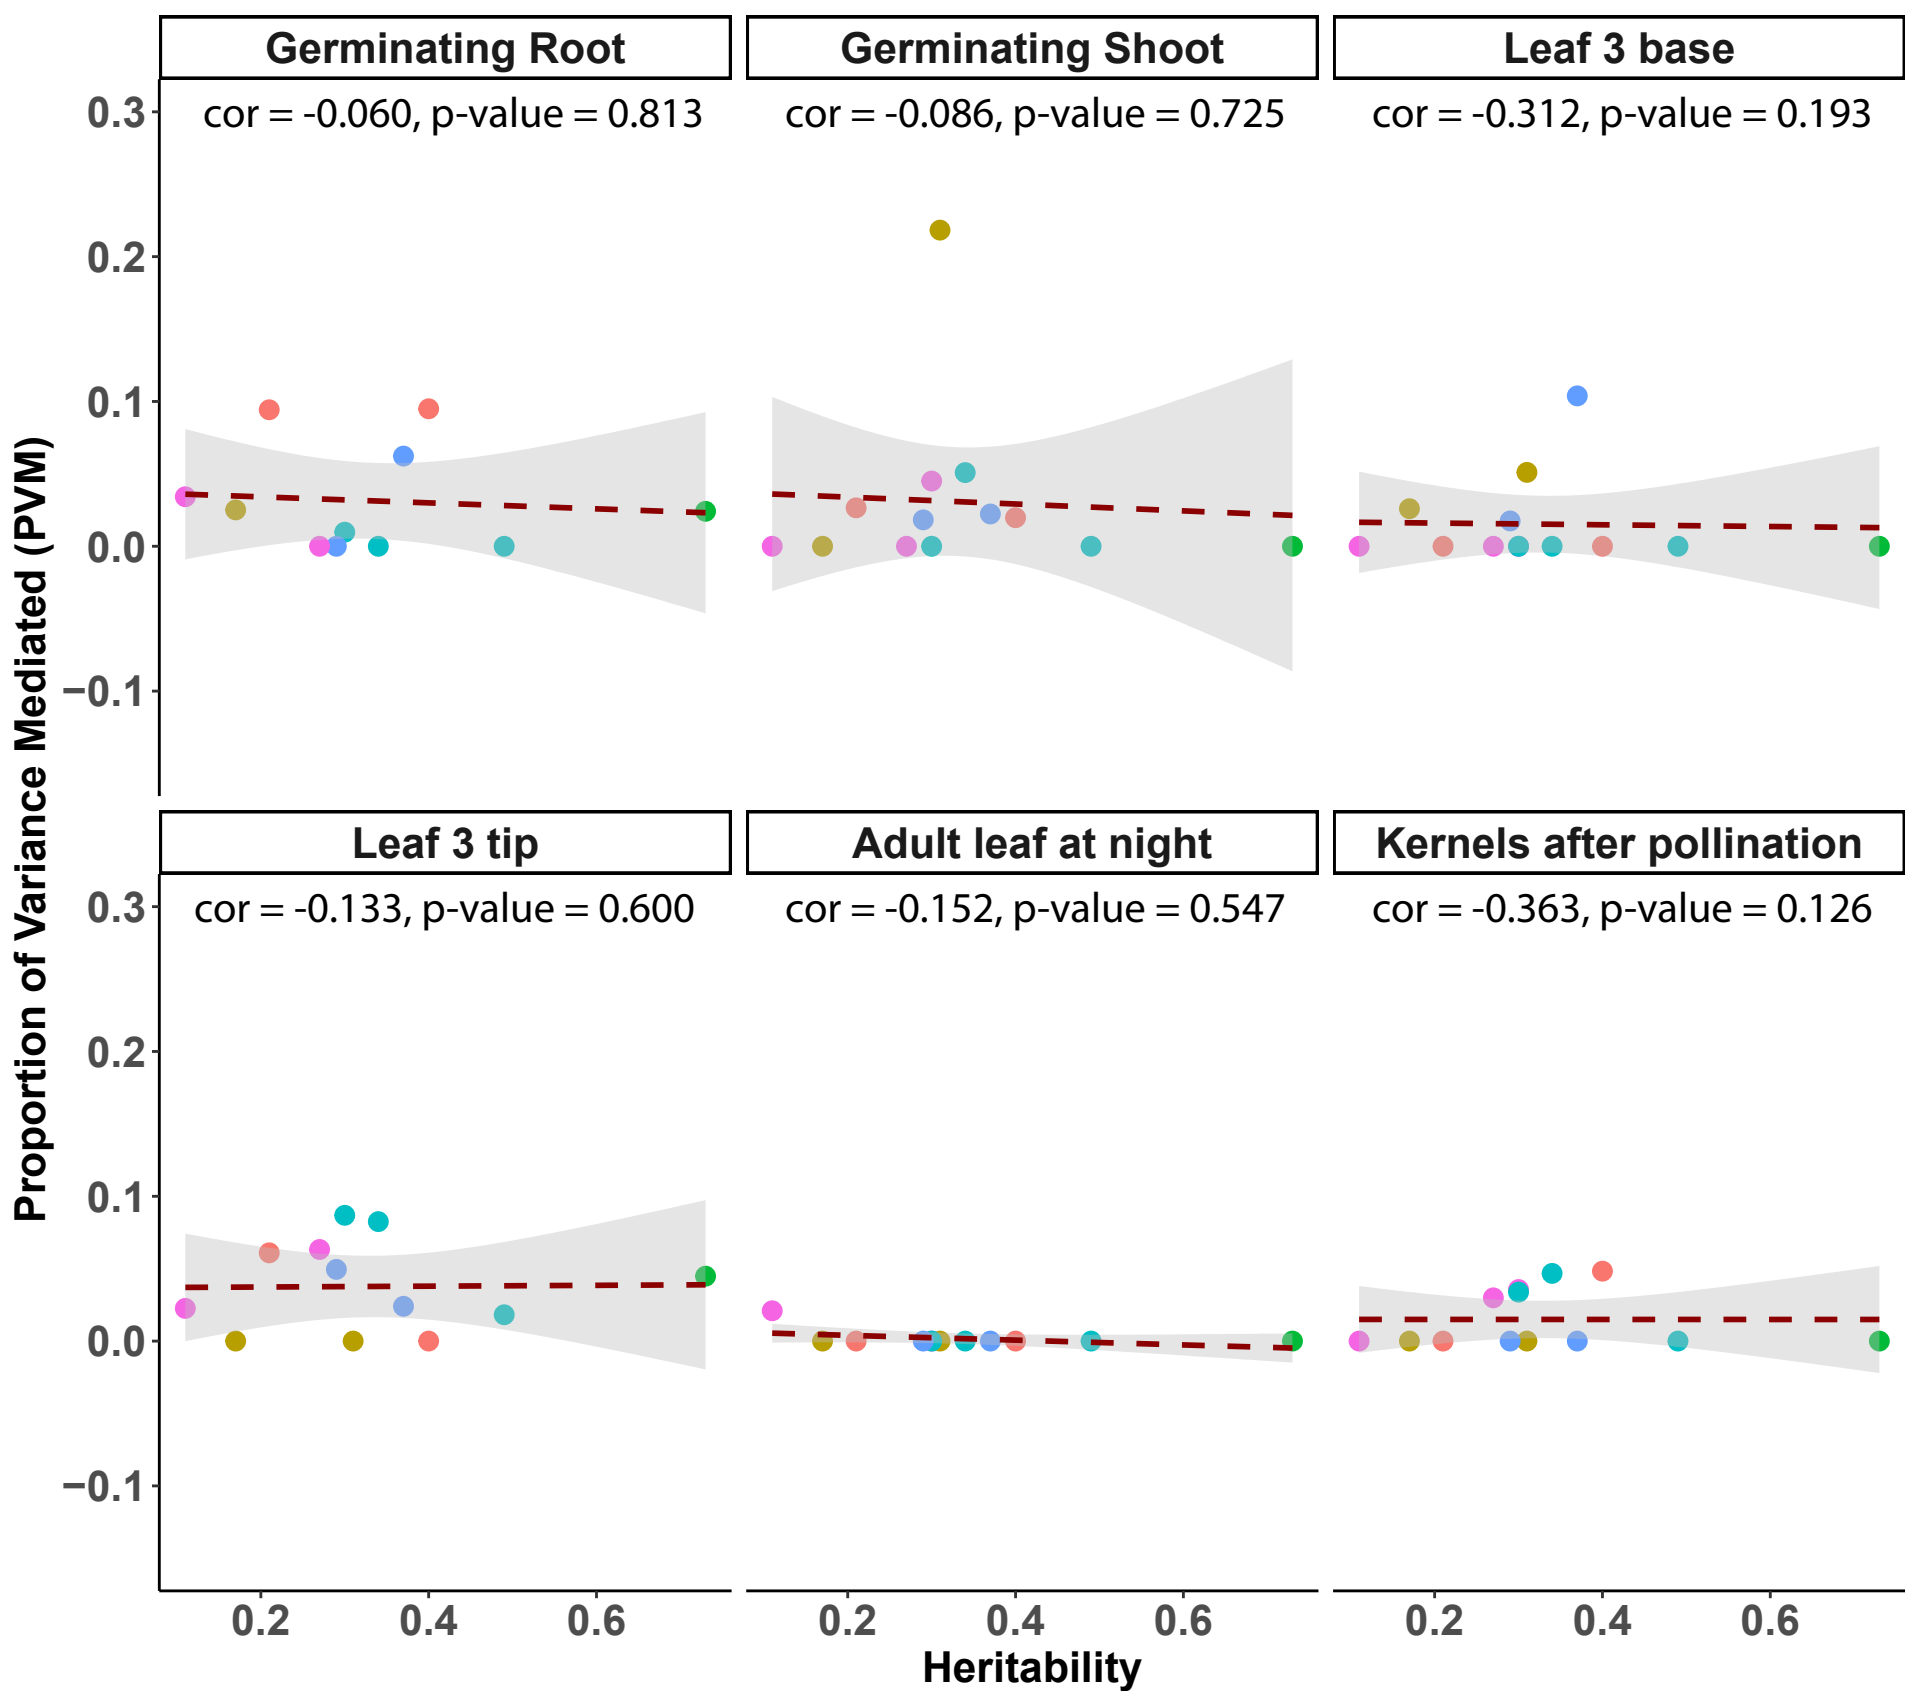 Germinating Root
Germinating Shoot
Leaf 3 base
cor = -0.060, p-value = 0.813
cor = -0.086, p-value = 0.725
cor = -0.312, p-value = 0.193
0.3
0.2
0.1
0.0
−0.1
Proportion of Variance Mediated (PVM)
Leaf 3 tip
Adult leaf at night
Kernels after pollination
cor = -0.133, p-value = 0.600
cor = -0.152, p-value = 0.547
cor = -0.363, p-value = 0.126
0.3
0.2
0.1
0.0
−0.1
0.2 0.4 0.6
0.2 0.4 0.6
0.2 0.4 0.6
Heritability